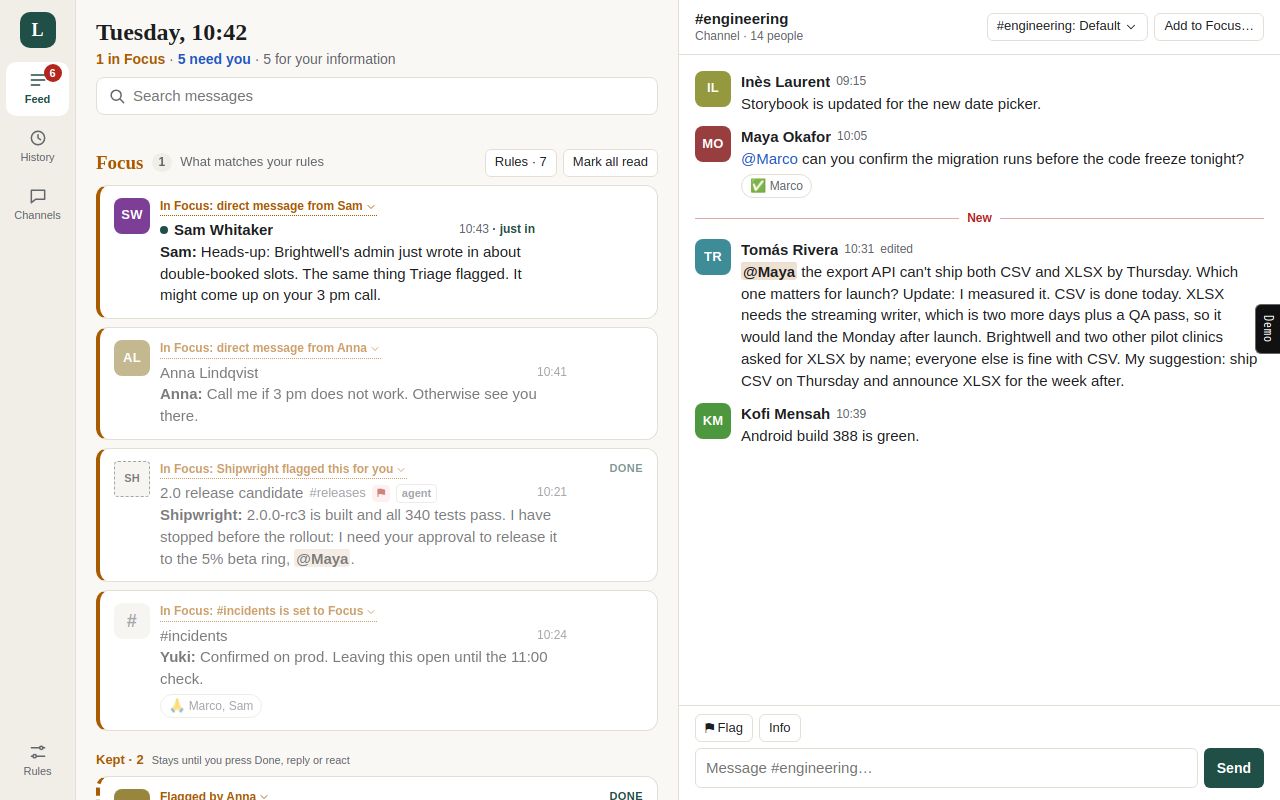 L
6
Feed
History
Channels
Rules
Tuesday, 10:42
1 in Focus · 5 need you · 5 for your information
Search messages
Focus 1 What matches your rules Rules · 7 Mark all read
SW
In Focus: direct message from Sam
Sam Whitaker 10:43 · just in
Sam: Heads-up: Brightwell's admin just wrote in about
double-booked slots. The same thing Triage flagged. It
might come up on your 3 pm call.
AL
In Focus: direct message from Anna
Anna Lindqvist 10:41
Anna: Call me if 3 pm does not work. Otherwise see you
there.
SH
In Focus: Shipwright flagged this for you DONE
2.0 release candidate #releases agent 10:21
Shipwright: 2.0.0-rc3 is built and all 340 tests pass. I have
stopped before the rollout: I need your approval to release it
to the 5% beta ring, @Maya.
#
In Focus: #incidents is set to Focus
#incidents 10:24
Yuki: Confirmed on prod. Leaving this open until the 11:00
check.
🙏 Marco, Sam
Kept · 2 Stays until you press Done, reply or react
Flagged by Anna DONE
#engineering
Channel · 14 people
#engineering: Default Add to Focus…
IL
Inès Laurent 09:15
Storybook is updated for the new date picker.
MO
Maya Okafor 10:05
@Marco can you confirm the migration runs before the code freeze tonight?
✅ Marco
New
TR
Tomás Rivera 10:31 edited
@Maya the export API can't ship both CSV and XLSX by Thursday. Which
one matters for launch? Update: I measured it. CSV is done today. XLSX
needs the streaming writer, which is two more days plus a QA pass, so it
would land the Monday after launch. Brightwell and two other pilot clinics
asked for XLSX by name; everyone else is fine with CSV. My suggestion: ship
CSV on Thursday and announce XLSX for the week after.
KM
Kofi Mensah 10:39
Android build 388 is green.
Demo
Flag Info
Message #engineering…
Send